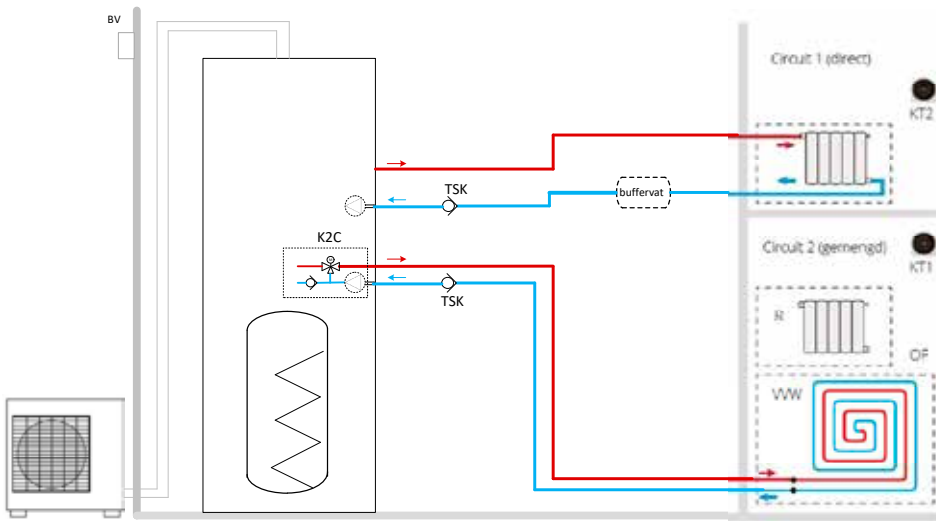 BV
Circuit 1 (direct)
KT2
TSK
buffervat
K2C
Circuit 2 (gemengd)
KT1
TSK
OF
VVW